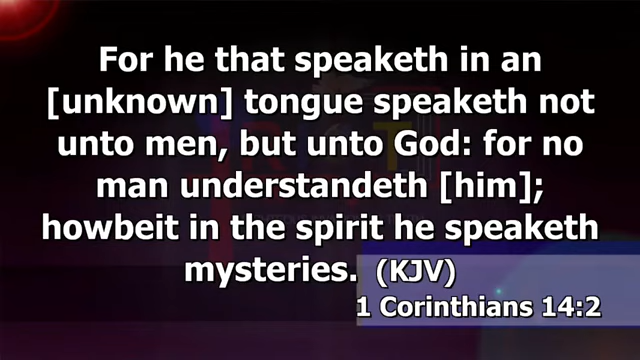 For he that speaketh in an
[unknown] tongue speaketh not
unto men, but unto God: for no
man understandeth [him];
howbeit in the spirit he speaketh
mysteries. (KJV)
1 Corinthians 14:2